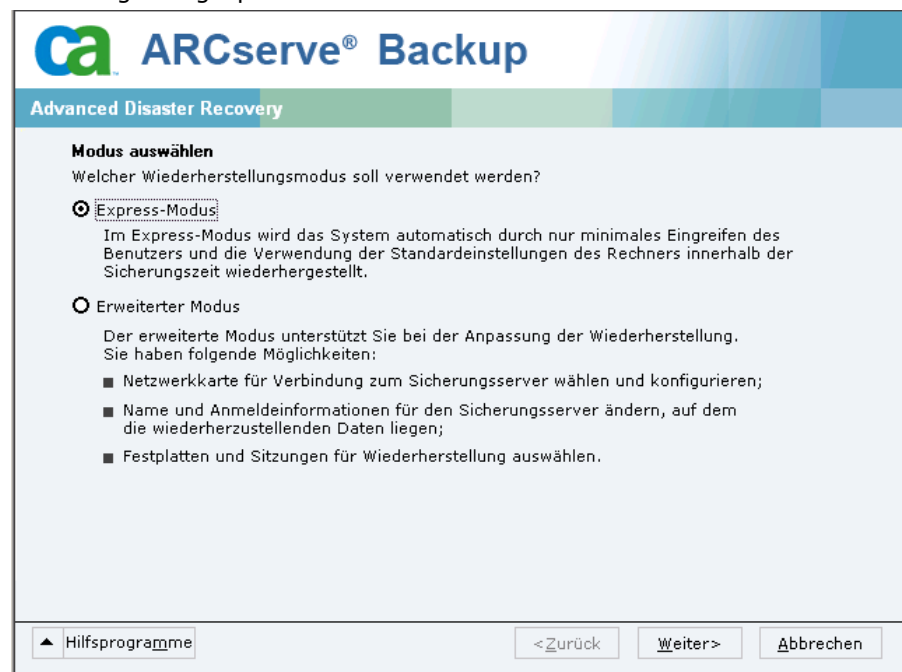 ca ARCserve® Backup
Advanced Disaster Recovery
Modus auswählen
Welcher Wiederherstellungsmodus soll verwendet werden?
Express-Modus
Im Express-Modus wird das System automatisch durch nur minimales Eingreifen des
Benutzers und die Verwendung der Standardeinstellungen des Rechners innerhalb der
Sicherungszeit wiederhergestellt.
Erweiterter Modus
Der erweiterte Modus unterstützt Sie bei der Anpassung der Wiederherstellung.
Sie haben folgende Möglichkeiten:
■ Netzwerkkarte für Verbindung zum Sicherungsserver wählen und konfigurieren;
■ Name und Anmeldeinformationen für den Sicherungsserver ändern, auf dem
die wiederherzustellenden Daten liegen;
■ Festplatten und Sitzungen für Wiederherstellung auswählen.
Hilfsprogramme
<Zurück
Weiter>
Abbrechen